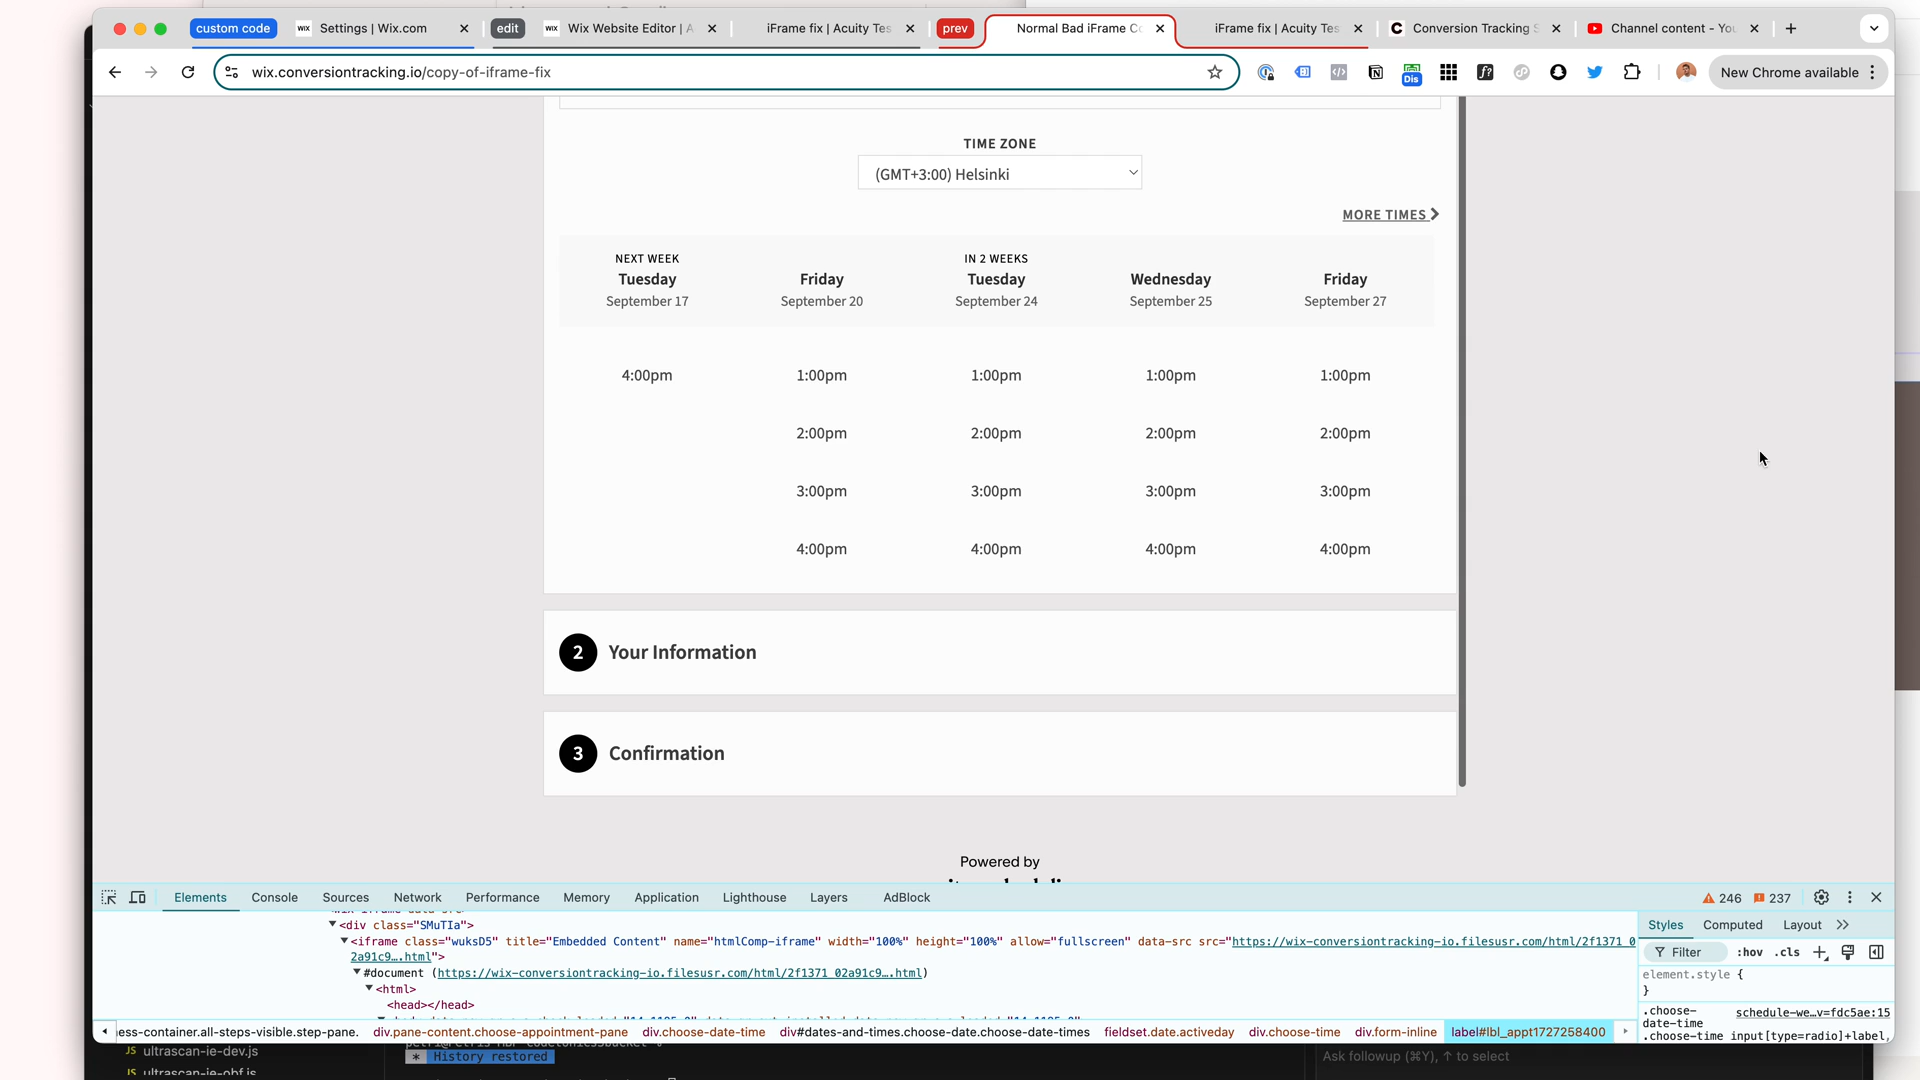 custom code
WIX Settings | Wix.com
edit
WIX Wix Website Editor | A
iFrame fix | Acuity Tes
prev
Normal Bad iFrame Co
iFrame fix | Acuity Tes
Conversion Tracking S
Channel content - You
wix.conversiontracking.io/copy-of-iframe-fix
Dis
New Chrome available
TIME ZONE
(GMT+3:00) Helsinki
MORE TIMES
NEXT WEEK
Tuesday
September 17
Friday
September 20
IN 2 WEEKS
Tuesday
September 24
Wednesday
September 25
Friday
September 27
4:00pm 1:00pm 1:00pm 1:00pm 1:00pm
2:00pm 2:00pm 2:00pm 2:00pm
3:00pm 3:00pm 3:00pm 3:00pm
4:00pm 4:00pm 4:00pm 4:00pm
2 Your Information
3 Confirmation
Powered by
Elements Console Sources Network Performance Memory Application Lighthouse Layers AdBlock
246 237
<div class="SMuTIa">
<iframe class="wuksD5" title="Embedded Content" name="htmlComp-iframe" width="100%" height="100%" allow="fullscreen" data-src src="https://wix-conversiontracking-io.filesusr.com/html/2f1371_0
2a91c9….html">
#document (https://wix-conversiontracking-io.filesusr.com/html/2f1371_02a91c9….html)
<html>
<head></head>
Styles Computed Layout
Filter :hov .cls
element.style {
}
.choose- schedule-we…v=fdc5ae:15
date-time
.choose-time input[type=radio]+label,
ess-container.all-steps-visible.step-pane. div.pane-content.choose-appointment-pane div.choose-date-time div#dates-and-times.choose-date.choose-date-times fieldset.date.activeday div.choose-time div.form-inline label#lbl_appt1727258400
JS ultrascan-ie-dev.js
JS ultrascan-ie-obf.js
* History restored
Ask followup (⌘Y), ↑ to select